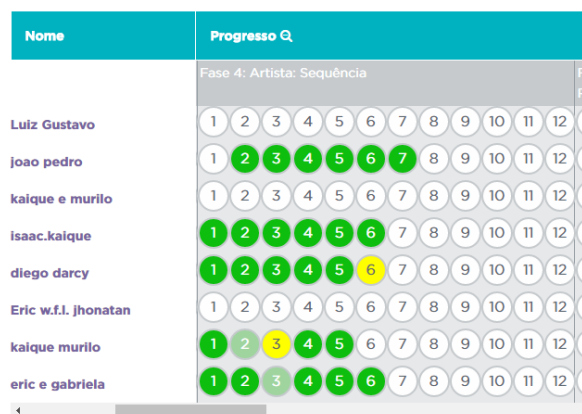 Nome Progresso
Fase 4: Artista: Sequência
Luiz Gustavo 1 2 3 4 5 6 7 8 9 10 11 12
joao pedro 1 2 3 4 5 6 7 8 9 10 11 12
kaique e murilo 1 2 3 4 5 6 7 8 9 10 11 12
isaac.kaique 1 2 3 4 5 6 7 8 9 10 11 12
diego darcy 1 2 3 4 5 6 7 8 9 10 11 12
Eric w.f.l. jhonatan 1 2 3 4 5 6 7 8 9 10 11 12
kaique murilo 1 2 3 4 5 6 7 8 9 10 11 12
eric e gabriela 1 2 3 4 5 6 7 8 9 10 11 12